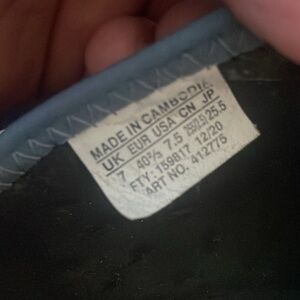 MADE IN CAMBODIA
UK EUR USA CN JP
7 40⅔ 7.5 255(2.5) 25.5
FTY: 159817 12/20
ART NO. 412775